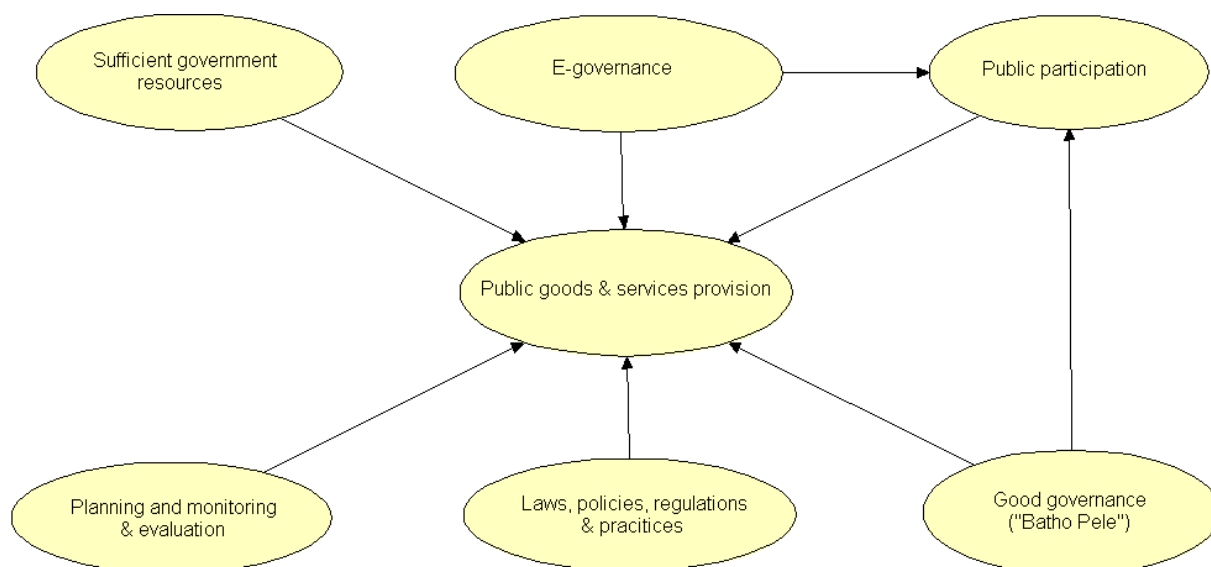 Sufficient government
resources
E-governance
Public participation
Public goods & services provision
Planning and monitoring
& evaluation
Laws, policies, regulations
& pracitices
Good governance
("Batho Pele")